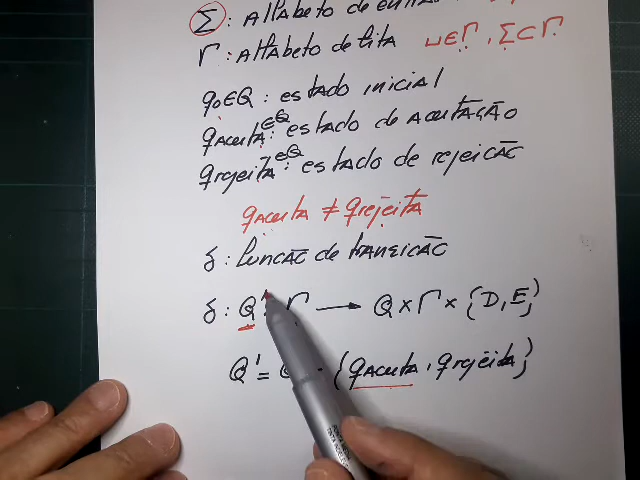 Σ : Alfabeto de
Γ : Alfabeto de fita ⊔∈Γ, Σ⊂Γ
q0∈Q : estado inicial
qaceita∈Q : estado de aceitação
qrejeita∈Q : estado de rejeição
qaceita ≠ qrejeita
δ : função de transição
δ : Q' Γ → Q × Γ × {D, E}
Q' = {qaceita, qrejeita}